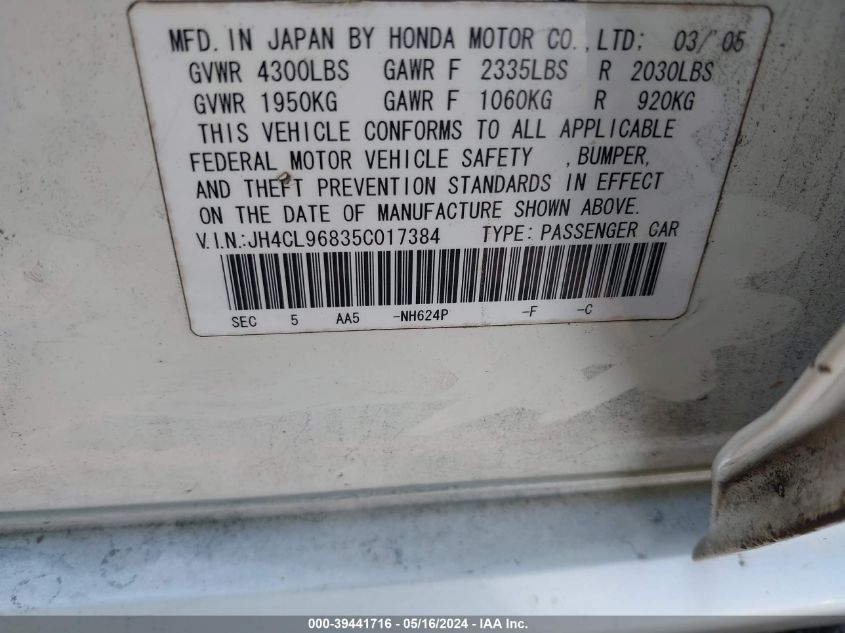 MFD. IN JAPAN BY HONDA MOTOR CO., LTD; 03/'05
GVWR 4300LBS GAWR F 2335LBS R 2030LBS
GVWR 1950KG GAWR F 1060KG R 920KG
THIS VEHICLE CONFORMS TO ALL APPLICABLE
FEDERAL MOTOR VEHICLE SAFETY , BUMPER,
AND THEFT PREVENTION STANDARDS IN EFFECT
ON THE DATE OF MANUFACTURE SHOWN ABOVE.
V.I.N.:JH4CL96835C017384 TYPE: PASSENGER CAR
SEC 5 AA5 -NH624P -F -C
000-39441716 - 05/16/2024 - IAA Inc.